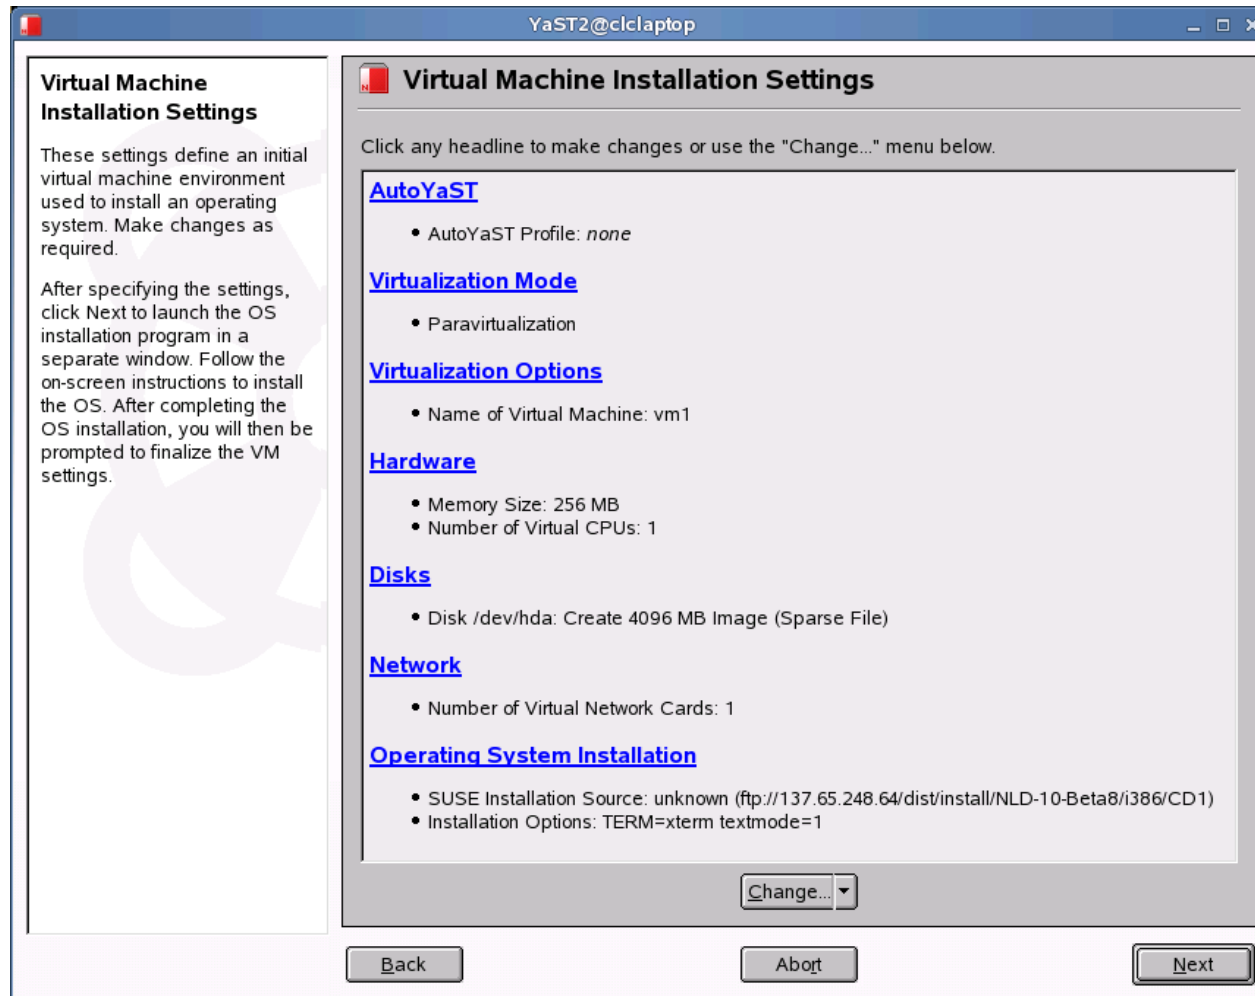 YaST2@clclaptop
Virtual Machine
Installation Settings
These settings define an initial
virtual machine environment
used to install an operating
system. Make changes as
required.
After specifying the settings,
click Next to launch the OS
installation program in a
separate window. Follow the
on-screen instructions to install
the OS. After completing the
OS installation, you will then be
prompted to finalize the VM
settings.
Virtual Machine Installation Settings
Click any headline to make changes or use the "Change..." menu below.
AutoYaST
• AutoYaST Profile: none
Virtualization Mode
• Paravirtualization
Virtualization Options
• Name of Virtual Machine: vm1
Hardware
• Memory Size: 256 MB
• Number of Virtual CPUs: 1
Disks
• Disk /dev/hda: Create 4096 MB Image (Sparse File)
Network
• Number of Virtual Network Cards: 1
Operating System Installation
• SUSE Installation Source: unknown (ftp://137.65.248.64/dist/install/NLD-10-Beta8/i386/CD1)
• Installation Options: TERM=xterm textmode=1
Change...
Back
Abort
Next